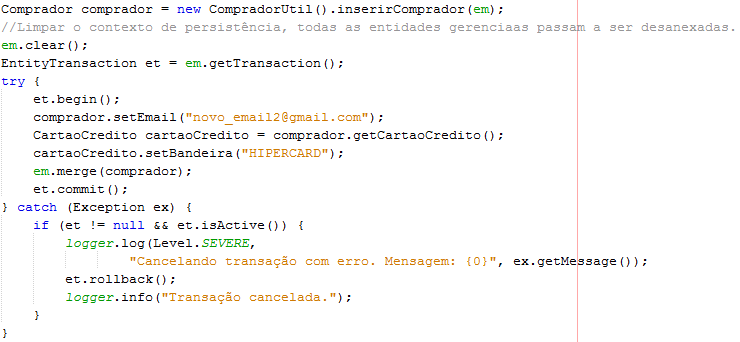 Comprador comprador = new CompradorUtil().inserirComprador(em);
//Limpar o contexto de persistência, todas as entidades gerenciaas passam a ser desanexadas.
em.clear();
EntityTransaction et = em.getTransaction();
try {
    et.begin();
    comprador.setEmail("novo_email2@gmail.com");
    CartaoCredito cartaoCredito = comprador.getCartaoCredito();
    cartaoCredito.setBandeira("HIPERCARD");
    em.merge(comprador);
    et.commit();
} catch (Exception ex) {
    if (et != null && et.isActive()) {
        logger.log(Level.SEVERE,
                "Cancelando transação com erro. Mensagem: {0}", ex.getMessage());
        et.rollback();
        logger.info("Transação cancelada.");
    }
}